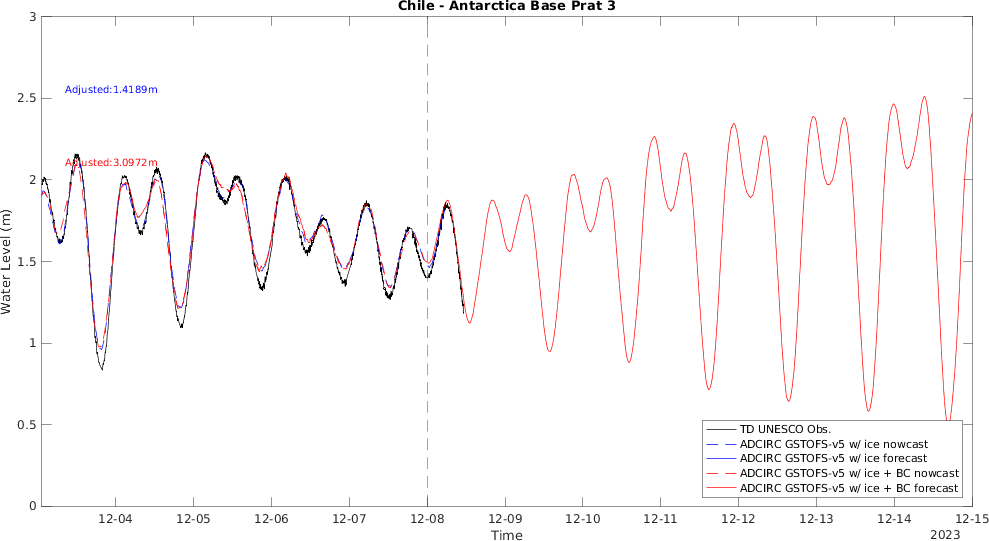 Chile - Antarctica Base Prat 3
3
2.5
2
1.5
1
0.5
0
Water Level (m)
Adjusted:1.4189m
Adjusted:3.0972m
TD UNESCO Obs.
ADCIRC GSTOFS-v5 w/ ice nowcast
ADCIRC GSTOFS-v5 w/ ice forecast
ADCIRC GSTOFS-v5 w/ ice + BC nowcast
ADCIRC GSTOFS-v5 w/ ice + BC forecast
12-04 12-05 12-06 12-07 12-08 12-09 12-10 12-11 12-12 12-13 12-14 12-15
Time
2023